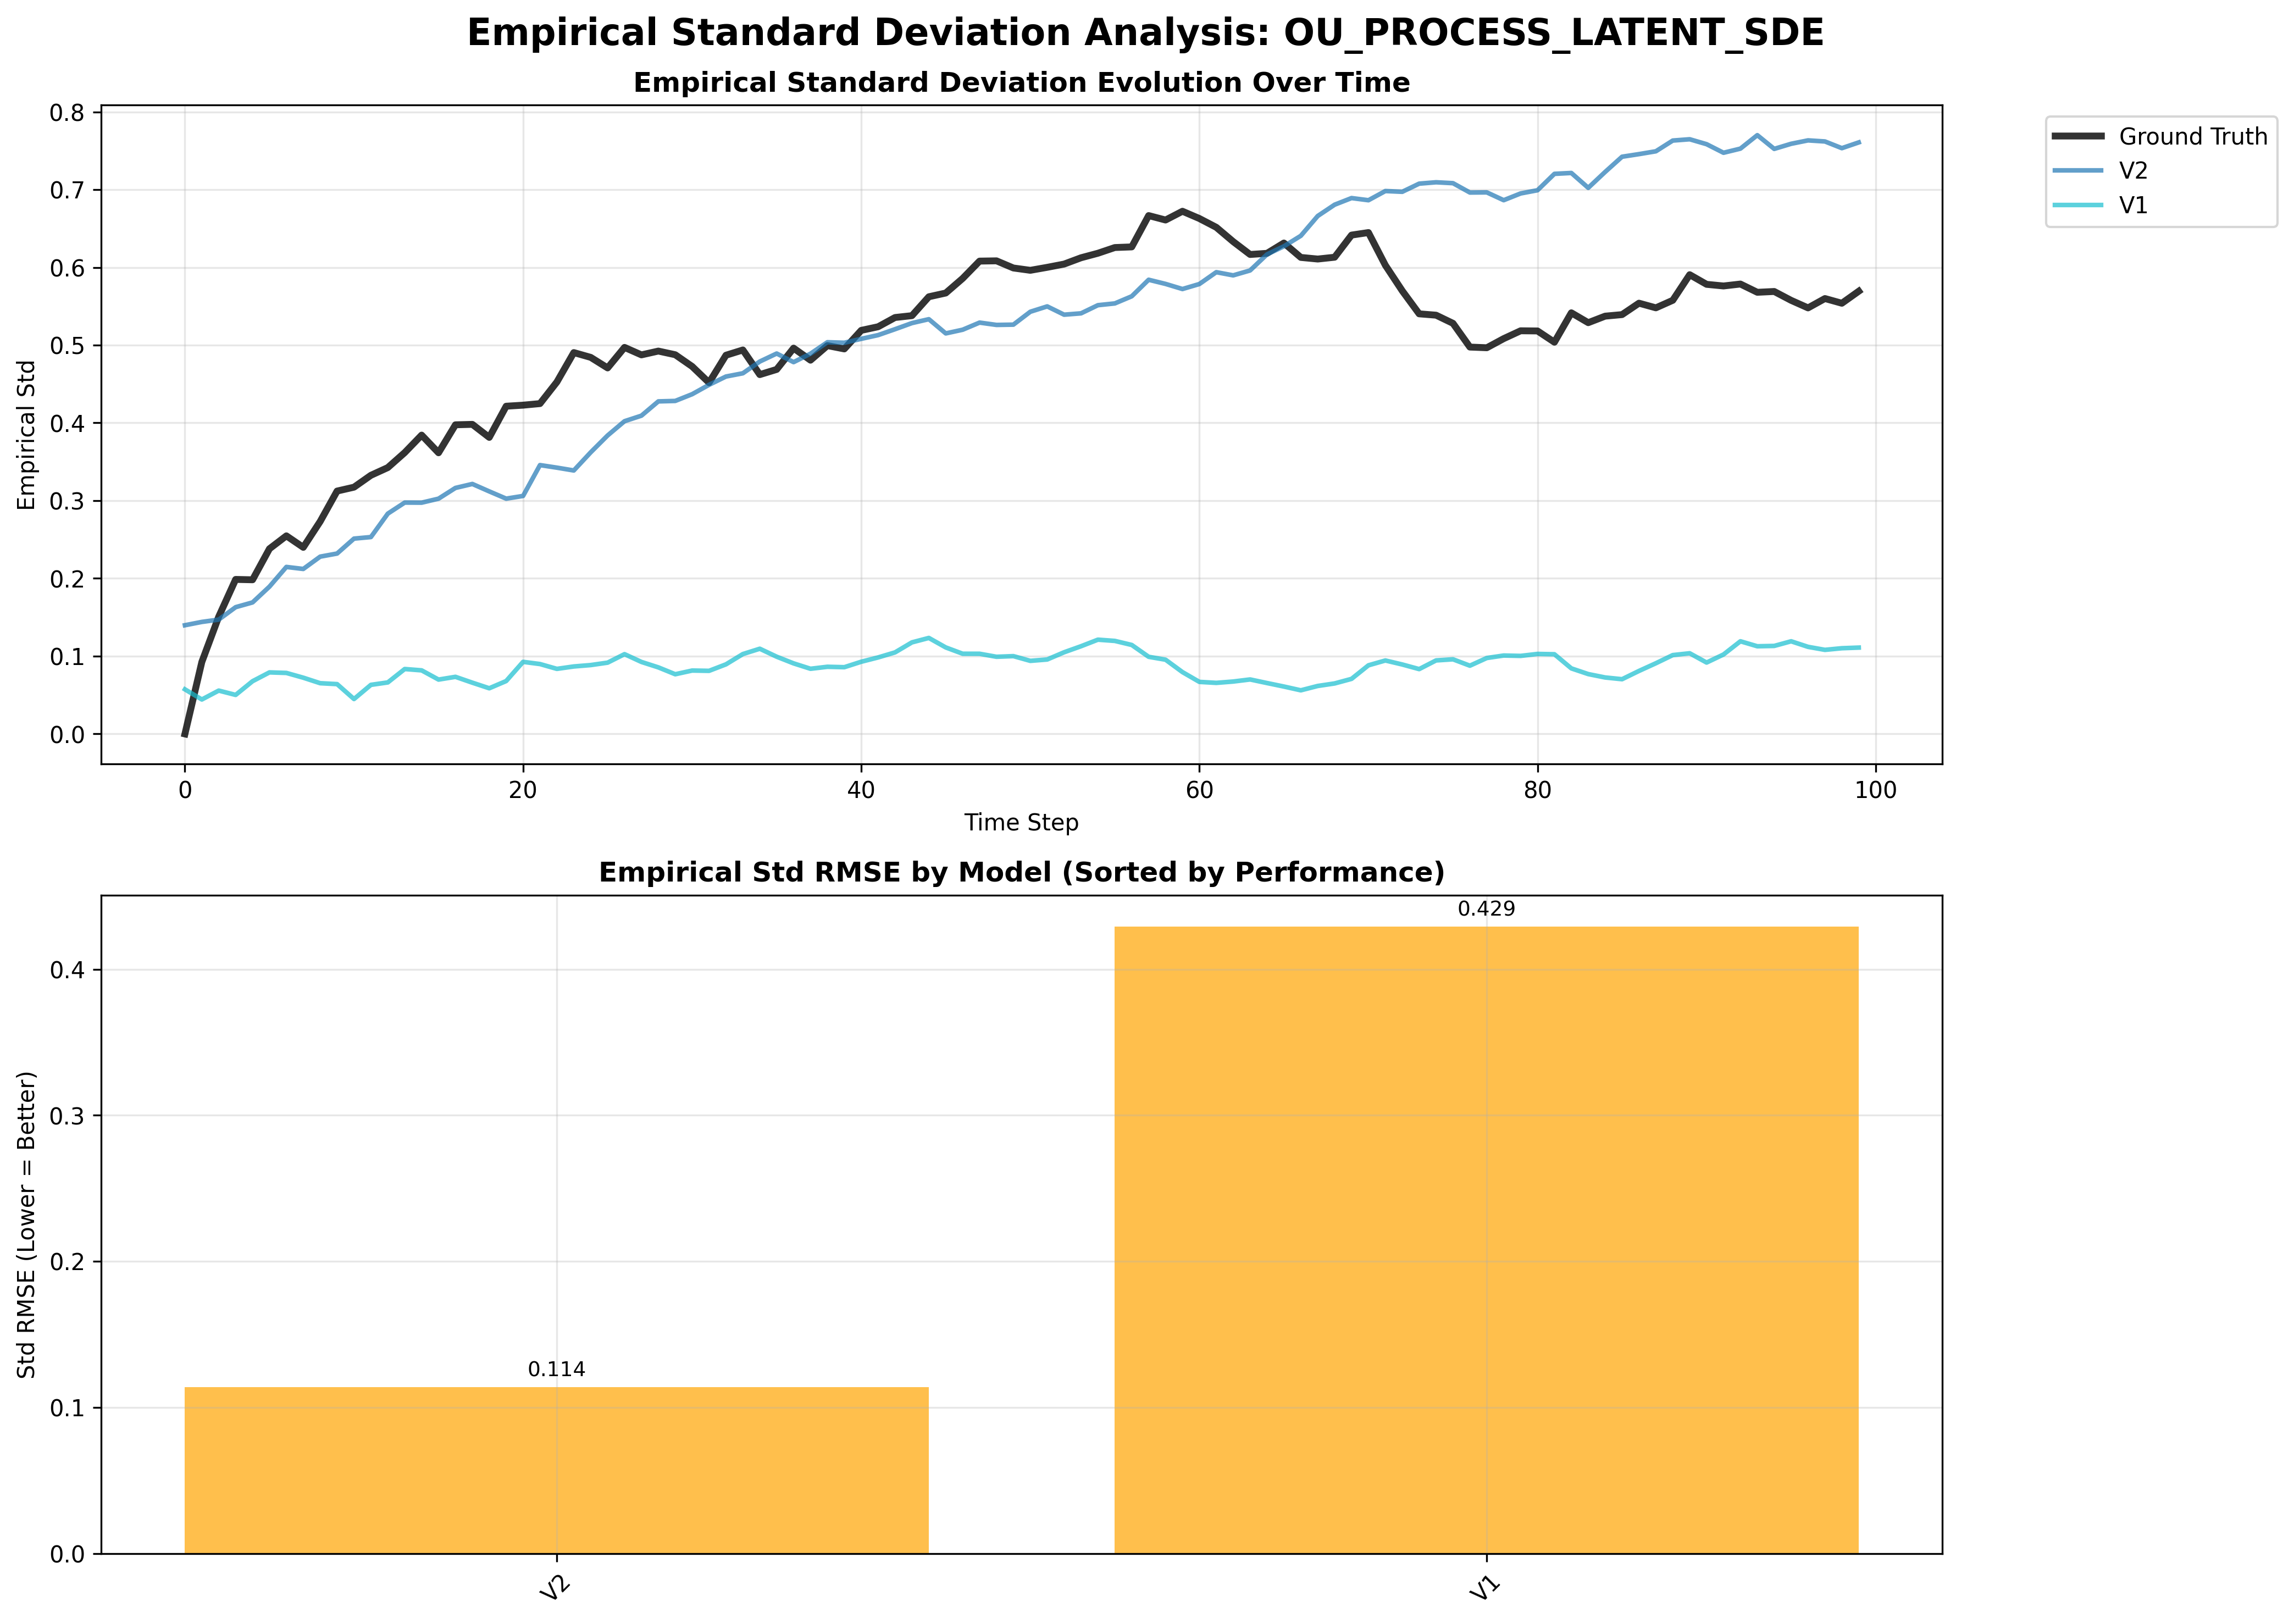 Empirical Standard Deviation Analysis: OU_PROCESS_LATENT_SDE
Empirical Standard Deviation Evolution Over Time
0.8
0.7
0.6
0.5
0.4
0.3
0.2
0.1
0.0
Empirical Std
0 20 40 60 80 100
Time Step
Ground Truth
V2
V1
Empirical Std RMSE by Model (Sorted by Performance)
0.4
0.3
0.2
0.1
0.0
Std RMSE (Lower = Better)
0.114
0.429
V2
V1